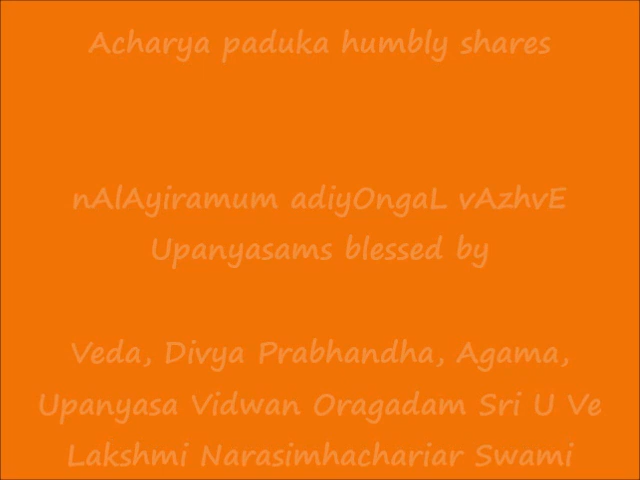 Acharya paduka humbly shares
nAlAyiramum adiyOngaL vAzhvE
Upanyasams blessed by
Veda, Divya Prabhandha, Agama,
Upanyasa Vidwan Oragadam Sri U Ve
Lakshmi Narasimhachariar Swami